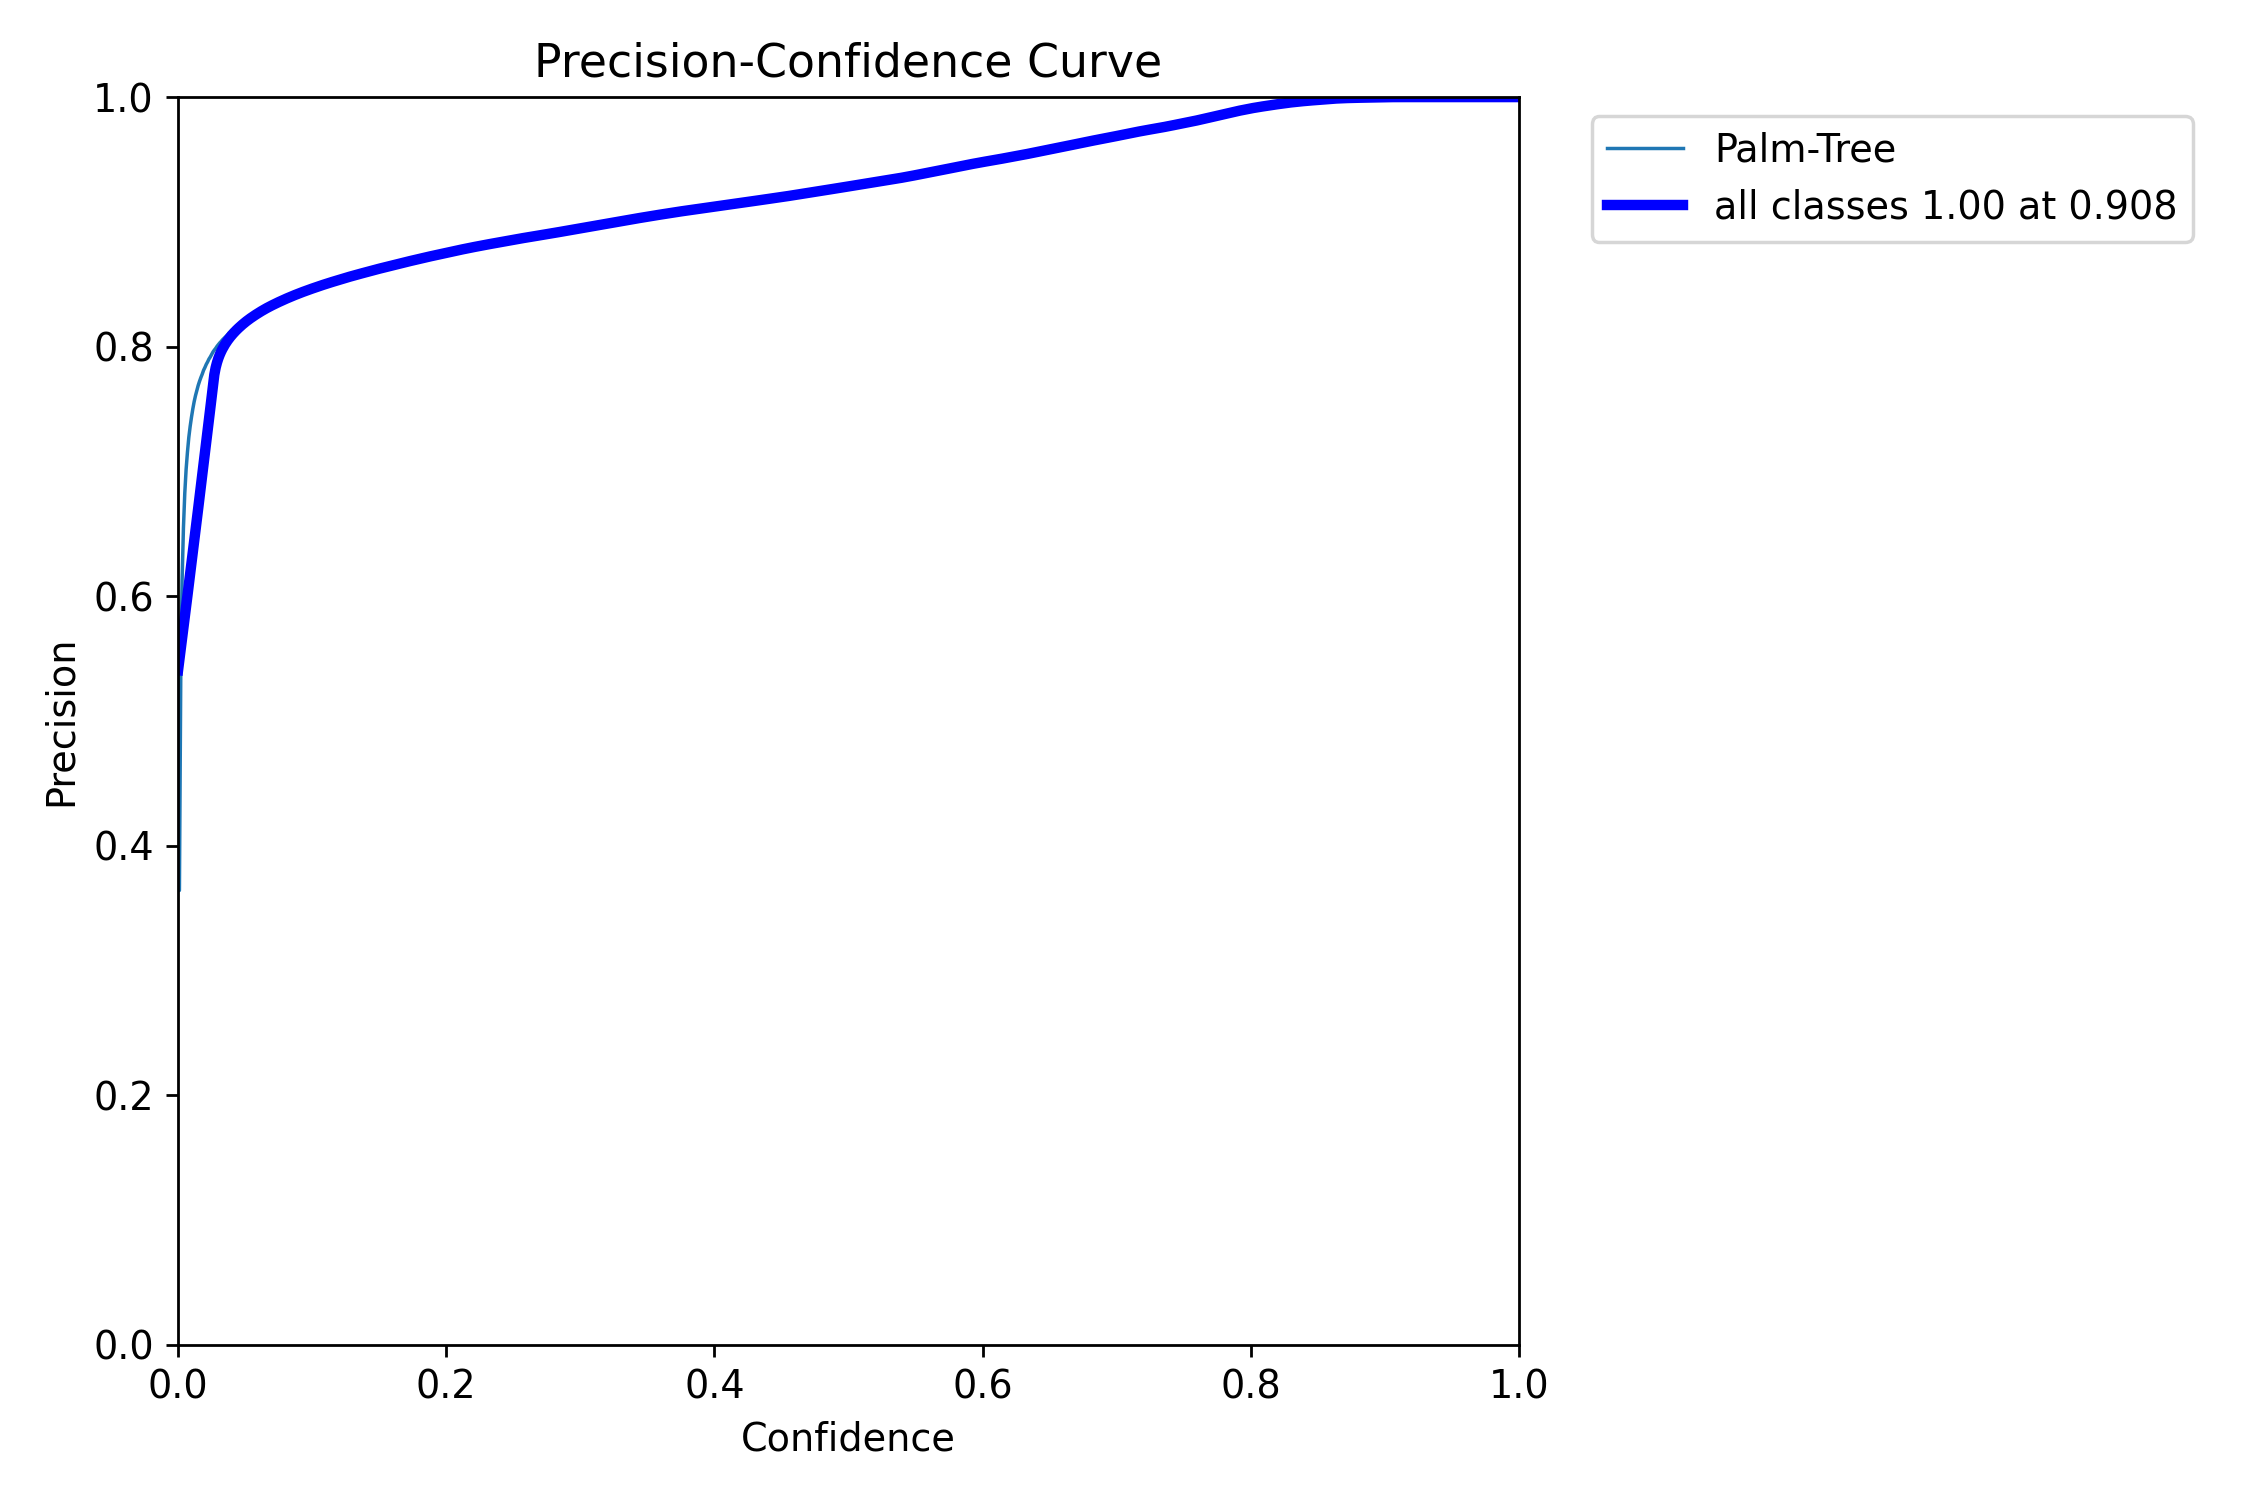 Precision-Confidence Curve
Palm-Tree
all classes 1.00 at 0.908
Precision
1.0
0.8
0.6
0.4
0.2
0.0
0.0 0.2 0.4 0.6 0.8 1.0
Confidence